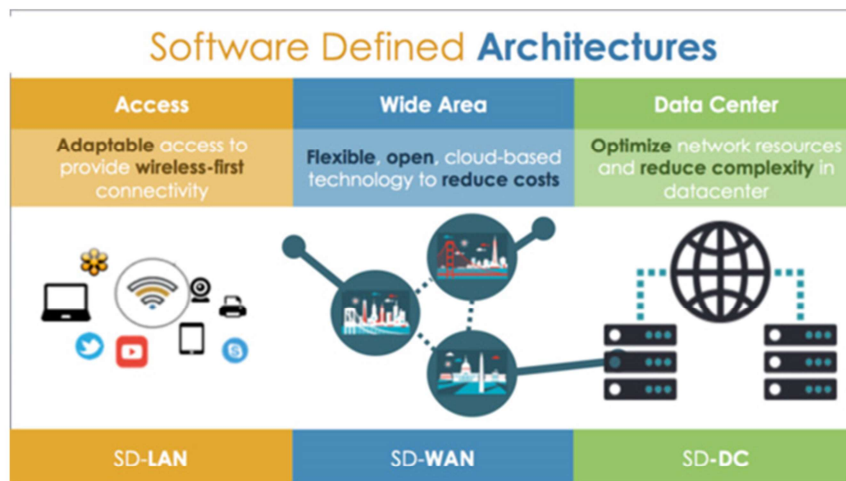 Software Defined Architectures
Access
Adaptable access to
provide wireless-first
connectivity
Wide Area
Flexible, open, cloud-based
technology to reduce costs
Data Center
Optimize network resources
and reduce complexity in
datacenter
SD-LAN
SD-WAN
SD-DC